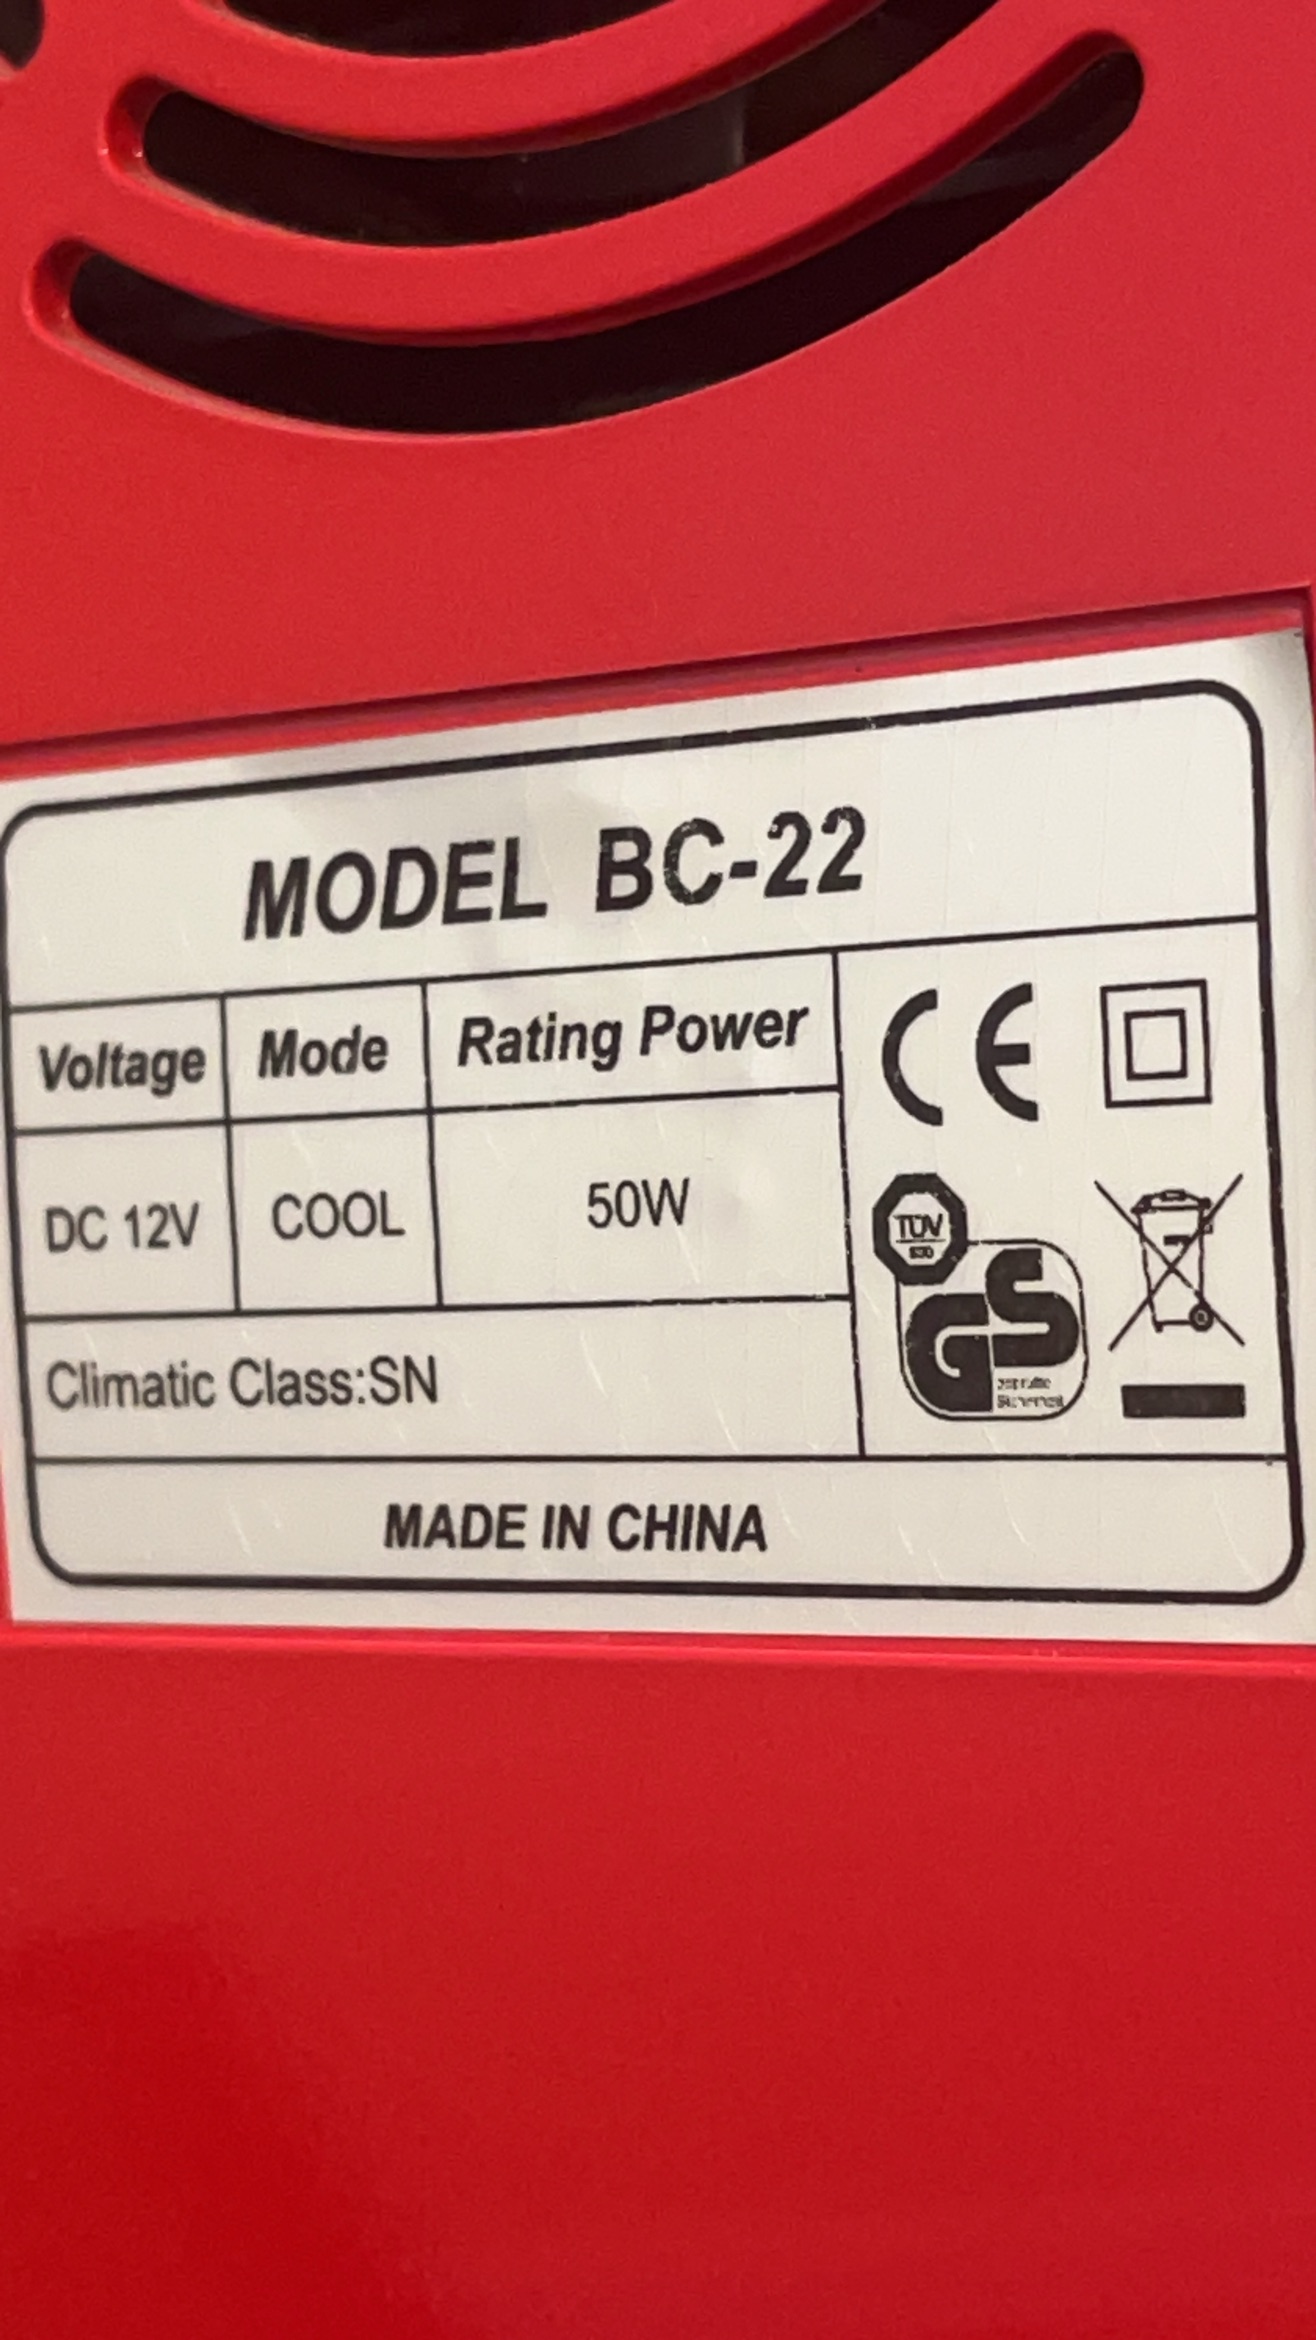 MODEL BC-22
Voltage Mode Rating Power
DC 12V COOL 50W
Climatic Class:SN
CE
TÜV
GS
MADE IN CHINA